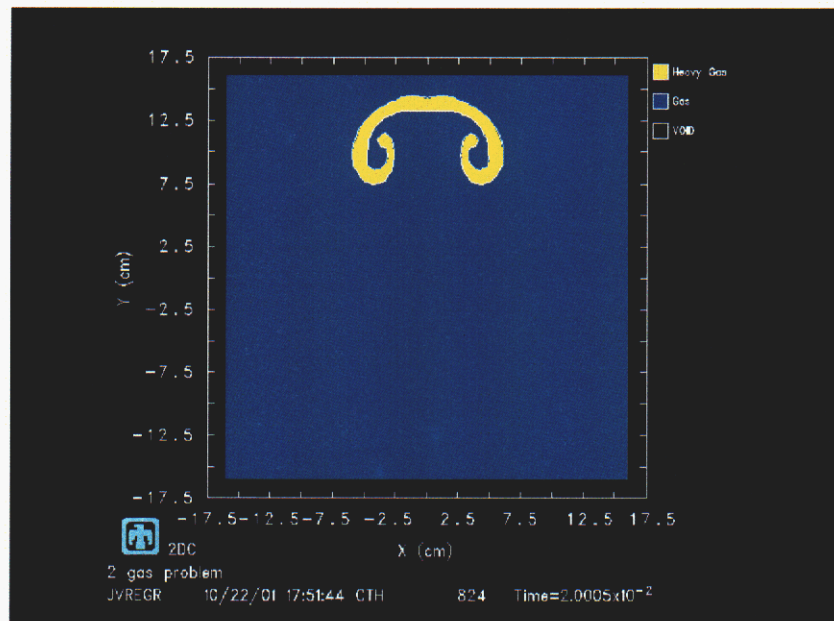 17.5
Heavy Gas
Gas
VOID
12.5
7.5
2.5
Y (cm)
-2.5
-7.5
-12.5
-17.5
-17.5-12.5-7.5 -2.5 2.5 7.5 12.5 17.5
X (cm)
2DC
2 gas problem
JVREGR 10/22/01 17:51:44 CTH 824 Time=2.0005x10⁻²